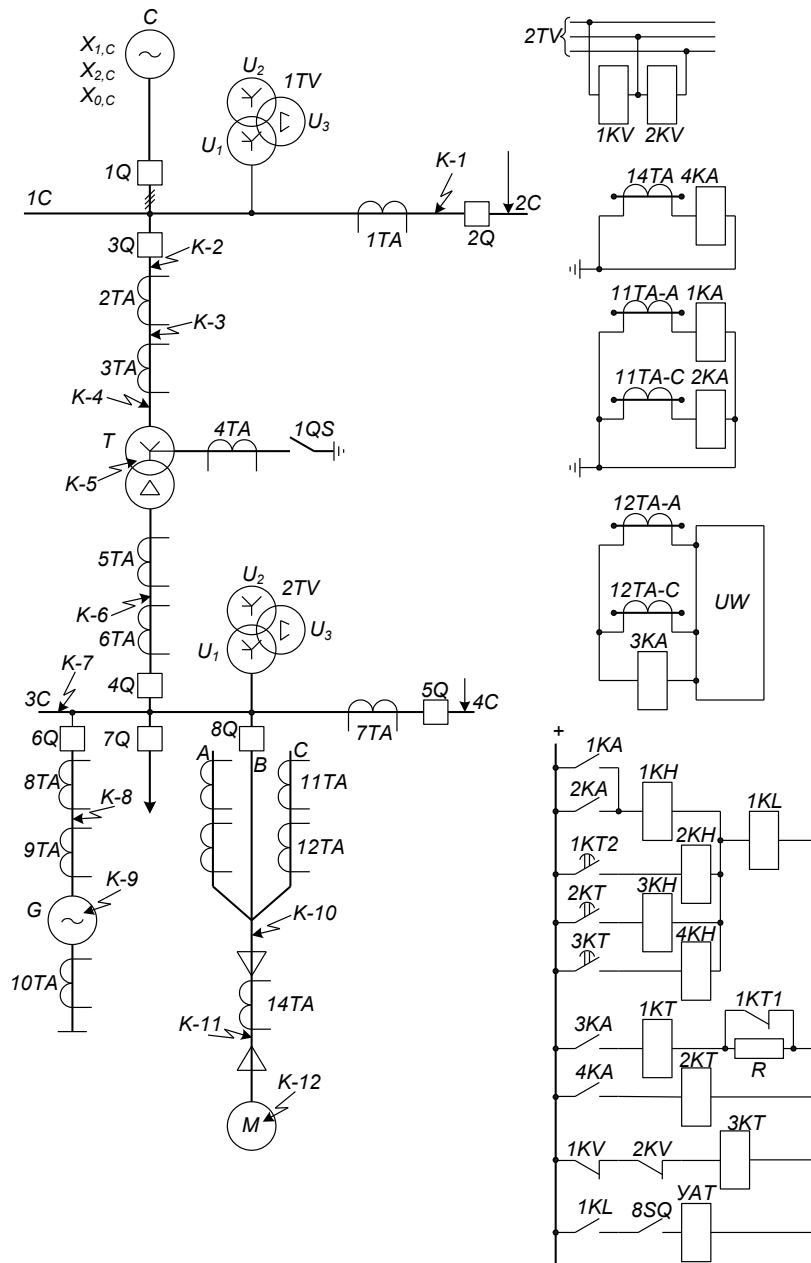 C
X1,C
X2,C
X0,C
U2
1TV
U3
U1
1Q
K-1
1C
2C
1TA
2Q
3Q
K-2
2TA
K-3
3TA
K-4
T
4TA
1QS
K-5
5TA
K-6
6TA
U2
2TV
U3
U1
K-7
4Q
3C
5Q
4C
7TA
6Q
7Q
8Q
A
B
C
8TA
K-8
9TA
11TA
12TA
G
K-9
K-10
10TA
14TA
K-11
K-12
M
2TV
1KV
2KV
14TA
4KA
11TA-A
1KA
11TA-C
2KA
12TA-A
12TA-C
UW
3KA
+
1KA
1KH
2KA
1KL
1KT2
2KH
2KT
3KH
3KT
4KH
1KT1
3KA
1KT
R
4KA
2KT
3KT
1KV
2KV
1KL
8SQ
УАТ